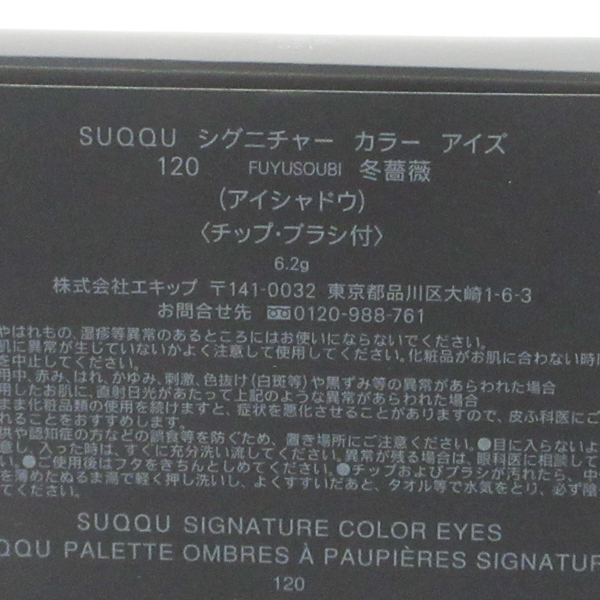 SUQQU シグニチャー カラー アイズ
120 FUYUSOUBI 冬薔薇
(アイシャドウ)
〈チップ・ブラシ付〉
6.2g
株式会社エキップ 〒141-0032 東京都品川区大崎1-6-3
お問合せ先 0120-988-761
やはれもの、湿疹等異常のあるところにはお使いにならないでください。
肌に異常が生じていないかよく注意して使用してください。化粧品がお肌に合わない時は
を中止してください。
用中、赤み、はれ、かゆみ、刺激、色抜け(白斑等)や黒ずみ等の異常があらわれた場合
用したお肌に、直射日光があたって上記のような異常があらわれた場合
まま化粧品類の使用を続けますと、症状を悪化させることがありますので、皮ふ科医にご
れることをおすすめします。
供や認知症の方などの誤食等を防ぐため、置き場所にご注意ください。●目に入らないよ
意し、入った時は、すぐに充分洗い流してください。異常が残る場合は、眼科医に相談して
い。●ご使用後はフタをきちんとしめてください。●チップおよびブラシが汚れたら、中
を薄めたぬるま湯で軽く押し洗いし、よくすすいだあと、タオル等で水気をとり、必ず陰
てください。
SUQQU SIGNATURE COLOR EYES
QQU PALETTE OMBRES À PAUPIÈRES SIGNATUR
120